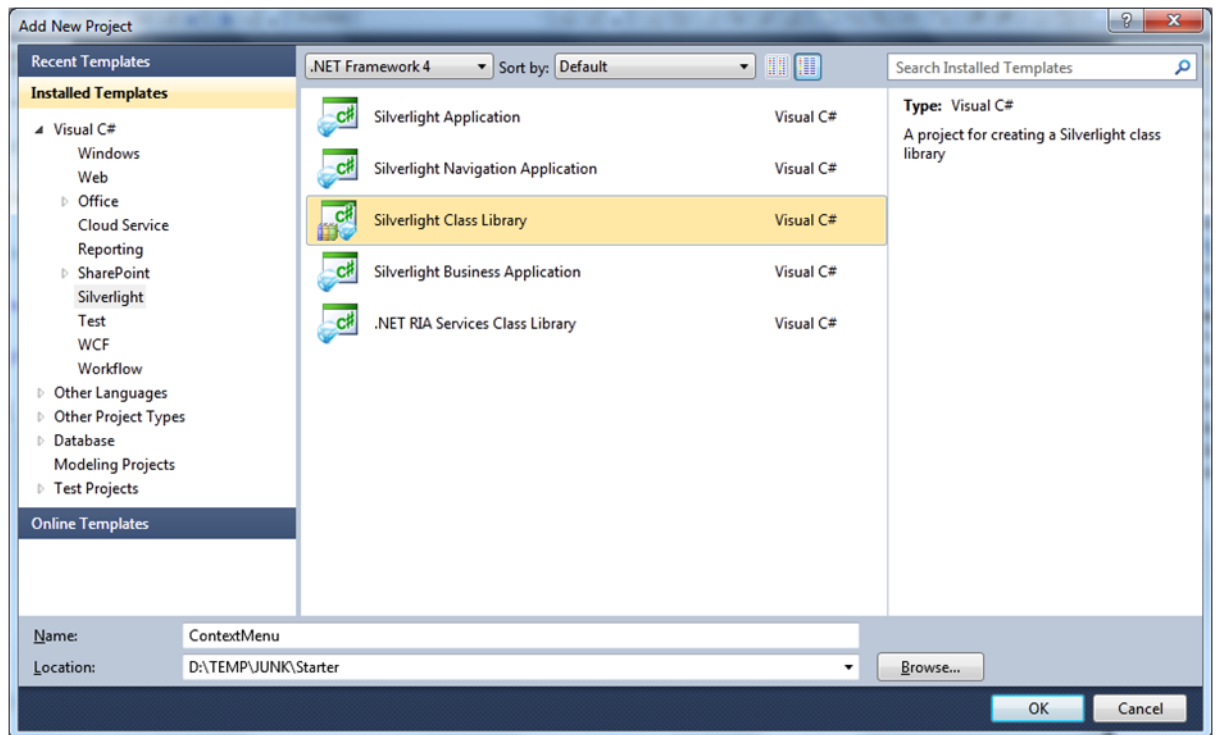 Add New Project
Recent Templates
Installed Templates
Visual C#
Windows
Web
Office
Cloud Service
Reporting
SharePoint
Silverlight
Test
WCF
Workflow
Other Languages
Other Project Types
Database
Modeling Projects
Test Projects
Online Templates
.NET Framework 4 Sort by: Default
Silverlight Application Visual C#
Silverlight Navigation Application Visual C#
Silverlight Class Library Visual C#
Silverlight Business Application Visual C#
.NET RIA Services Class Library Visual C#
Search Installed Templates
Type: Visual C#
A project for creating a Silverlight class
library
Name: ContextMenu
Location: D:\TEMP\JUNK\Starter Browse...
OK Cancel